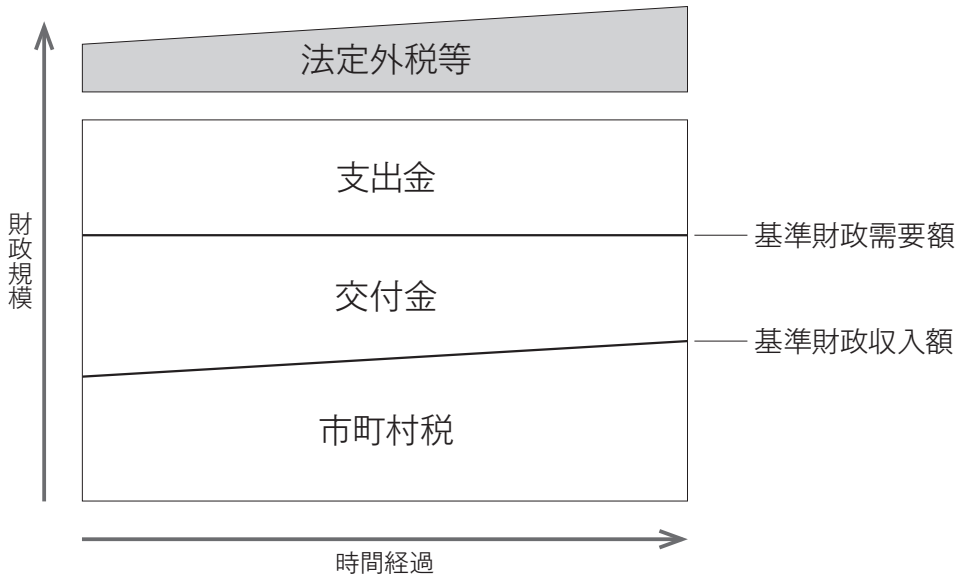 法定外税等
支出金
基準財政需要額
財政規模
交付金
基準財政収入額
市町村税
時間経過